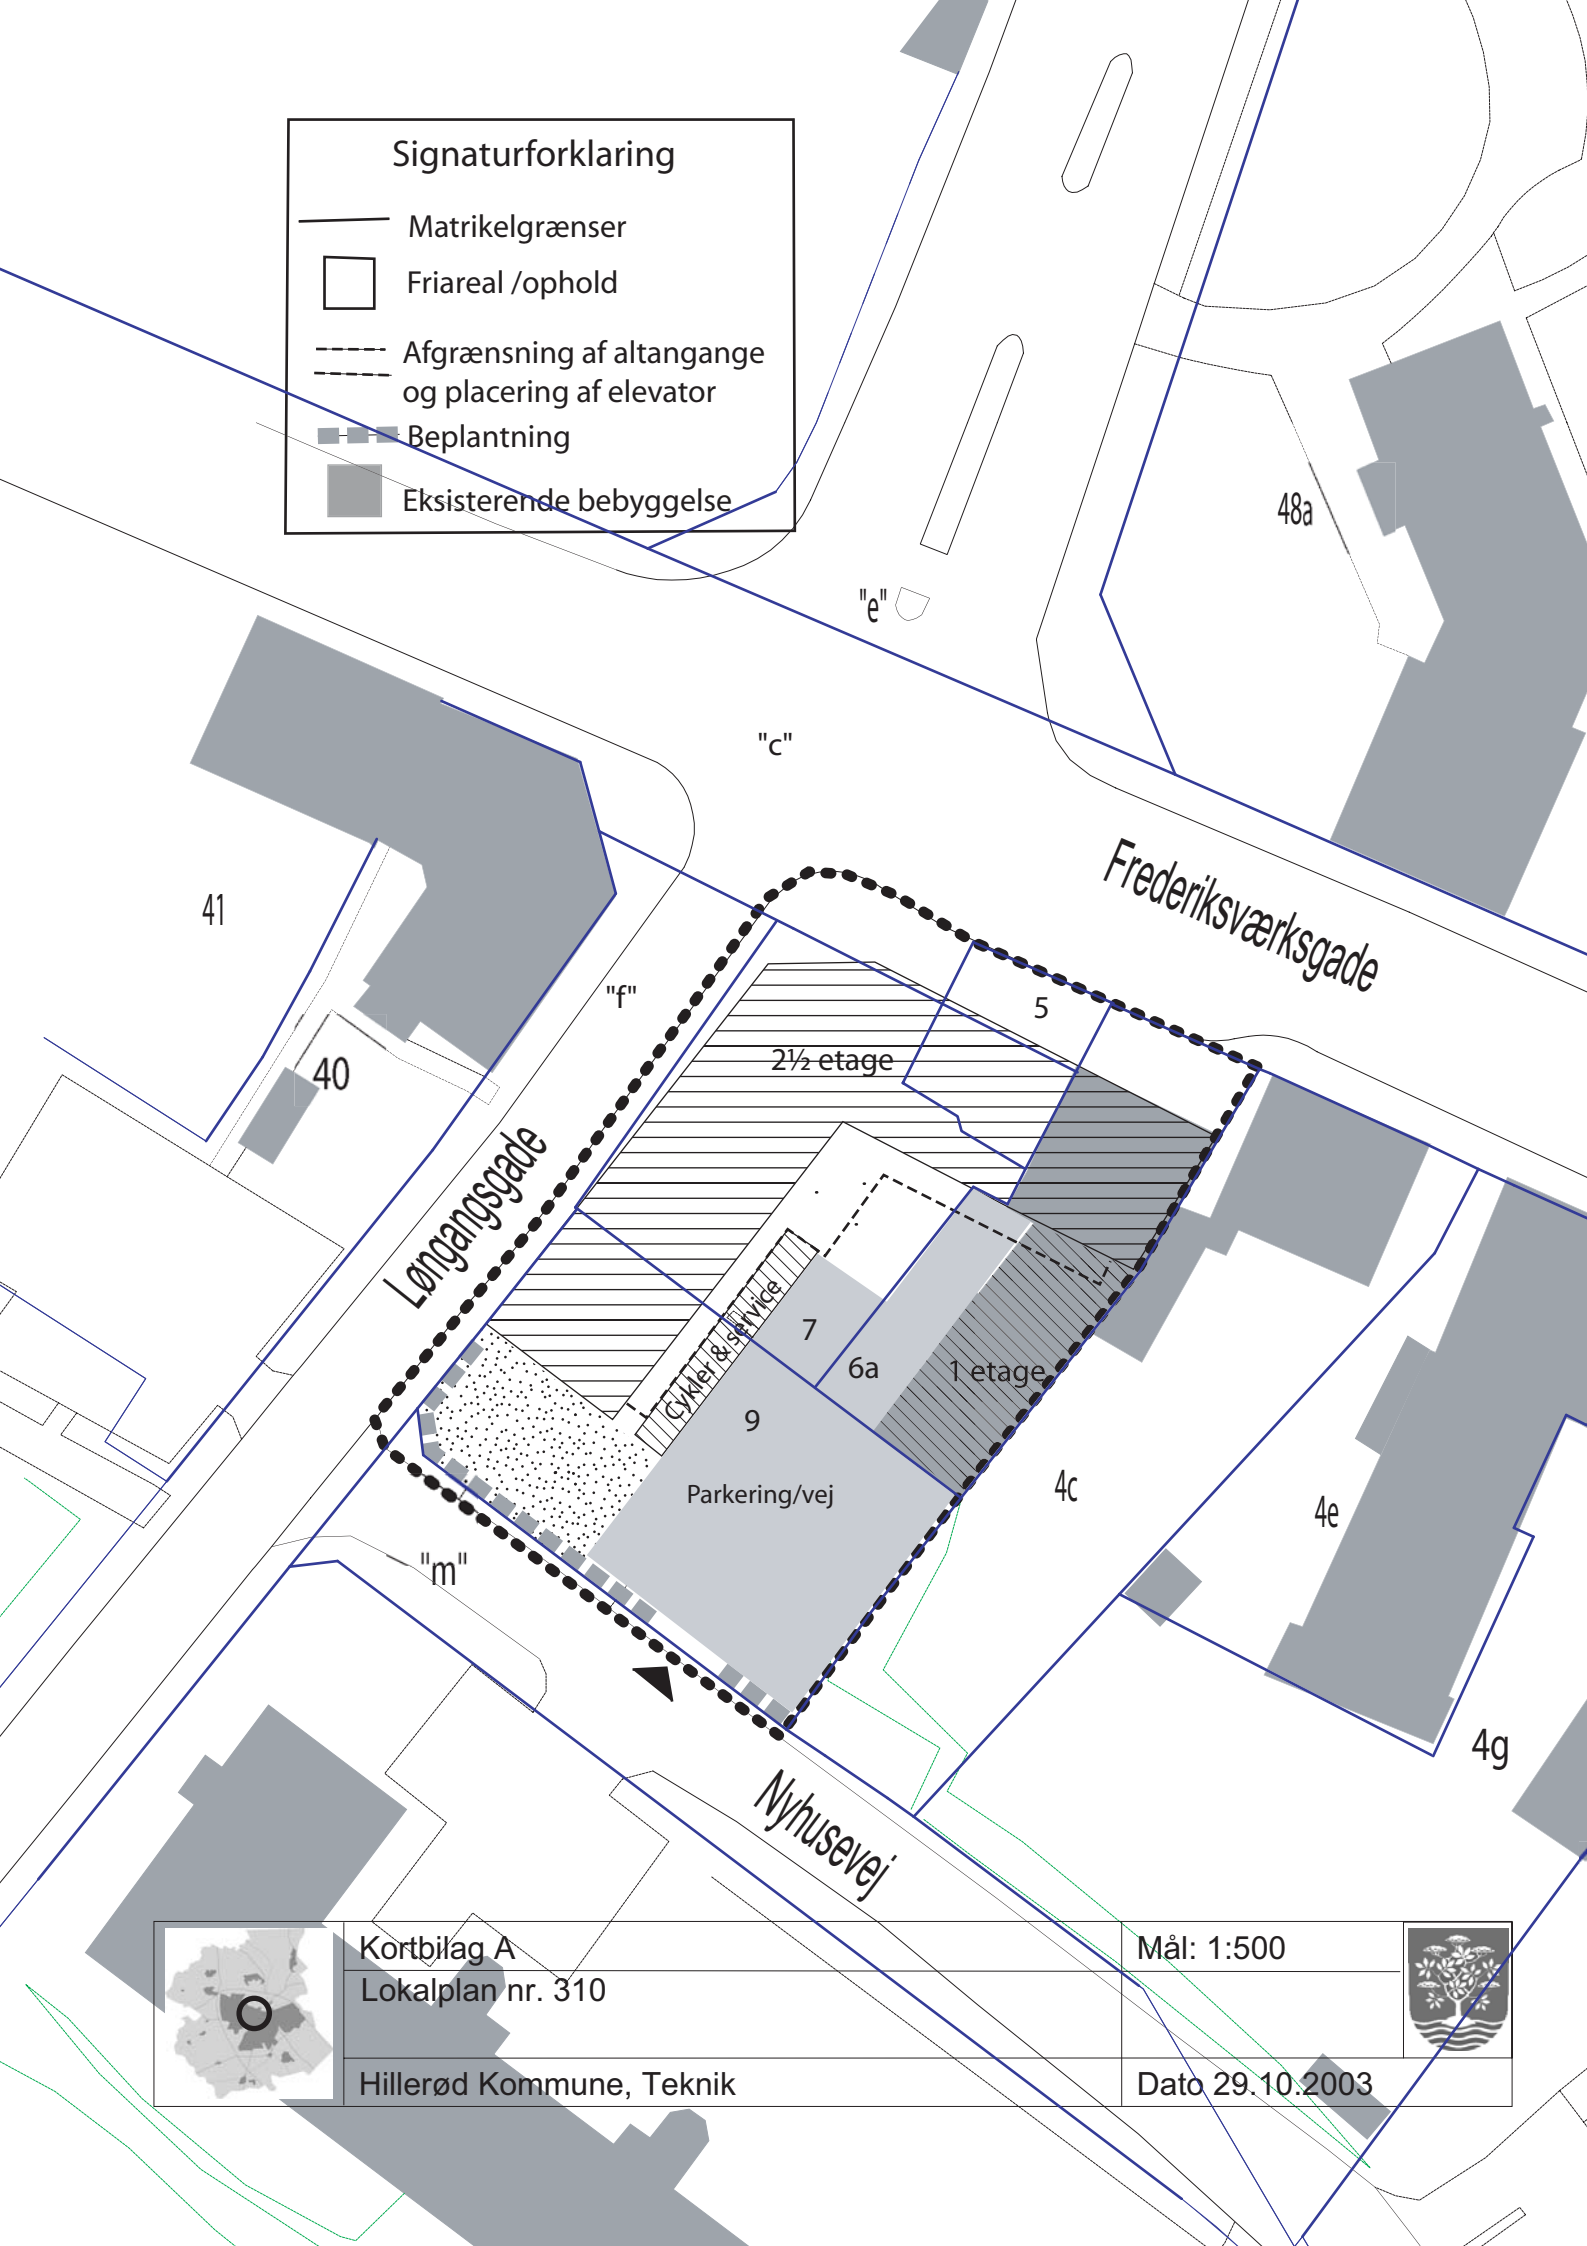 Signaturforklaring
Matrikelgrænser
Friareal /ophold
Afgrænsning af altangange
og placering af elevator
Beplantning
Eksisterende bebyggelse
48a
"e"
"c"
Frederiksværksgade
41
"f"
5
2½ etage
40
Løngangsgade
Cykler & service
7
6a
1 etage
9
Parkering/vej
4c
4e
"m"
4g
Nyhusevej
Kortbilag A
Mål: 1:500
Lokalplan nr. 310
Hillerød Kommune, Teknik
Dato 29.10.2003